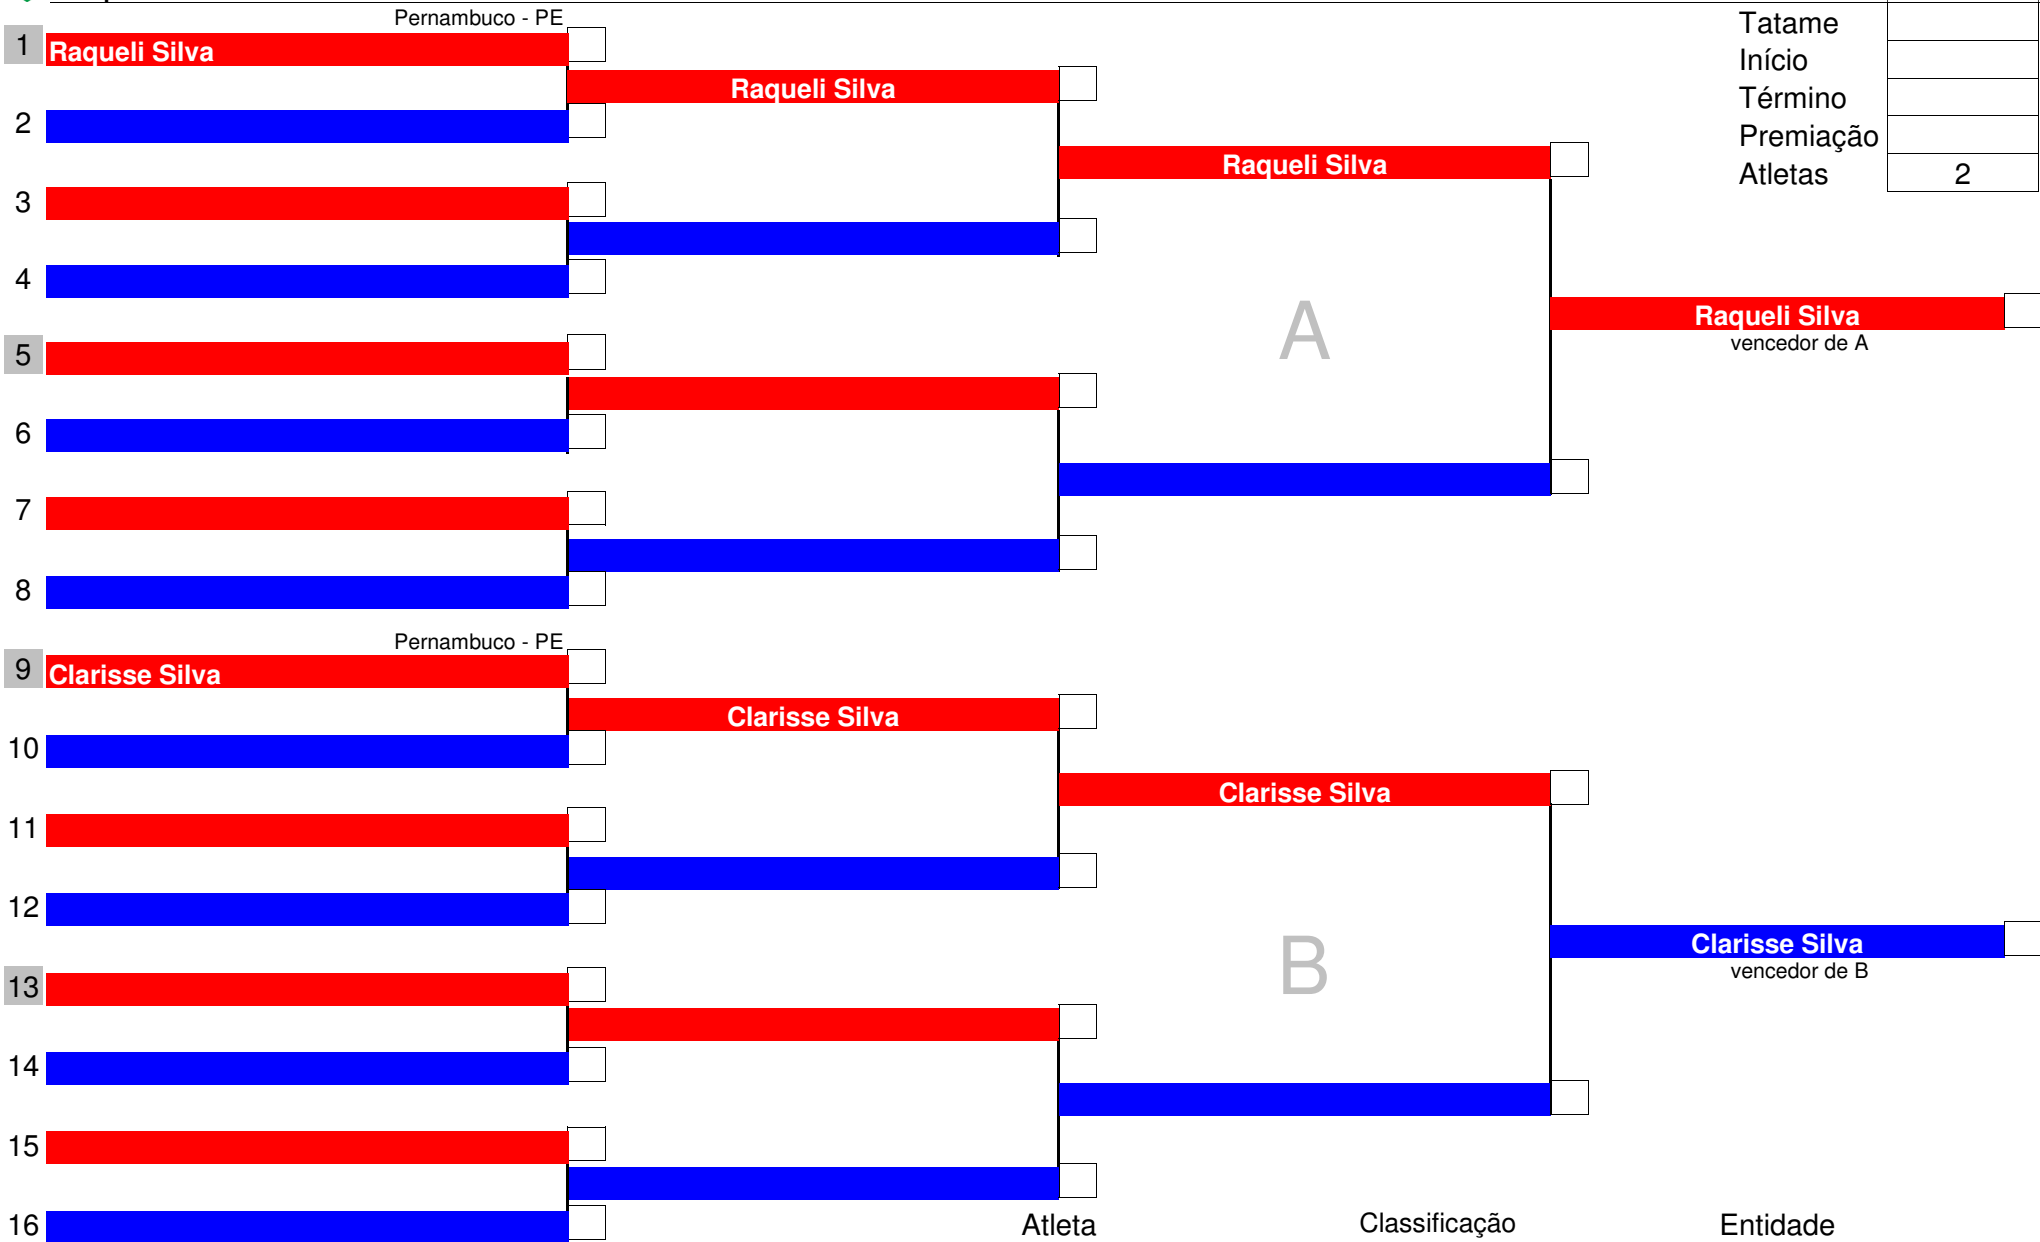 Pernambuco - PE
1 Raqueli Silva
Raqueli Silva
2
Raqueli Silva
3
4
Raqueli Silva
vencedor de A
A
5
6
7
8
Tatame
Início
Término
Premiação
Atletas 2
Pernambuco - PE
9 Clarisse Silva
Clarisse Silva
10
Clarisse Silva
11
12
Clarisse Silva
vencedor de B
B
13
14
15
16
Atleta Classificação Entidade